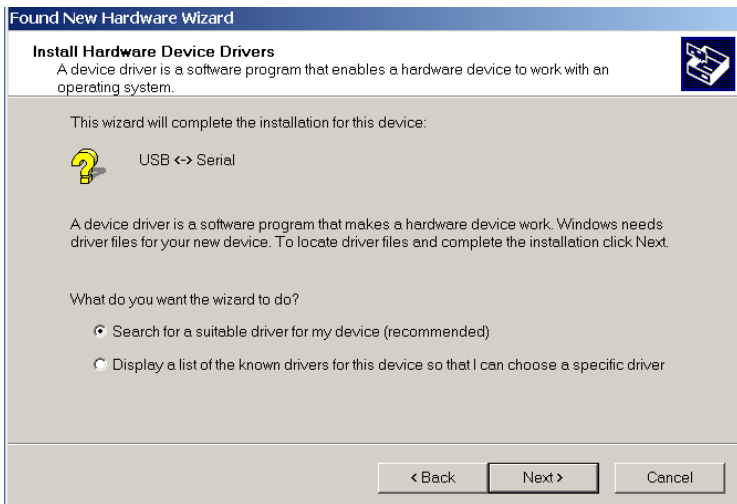 Found New Hardware Wizard
Install Hardware Device Drivers
A device driver is a software program that enables a hardware device to work with an
operating system.
This wizard will complete the installation for this device:
USB <-> Serial
A device driver is a software program that makes a hardware device work. Windows needs
driver files for your new device. To locate driver files and complete the installation click Next.
What do you want the wizard to do?
Search for a suitable driver for my device (recommended)
Display a list of the known drivers for this device so that I can choose a specific driver
< Back Next > Cancel